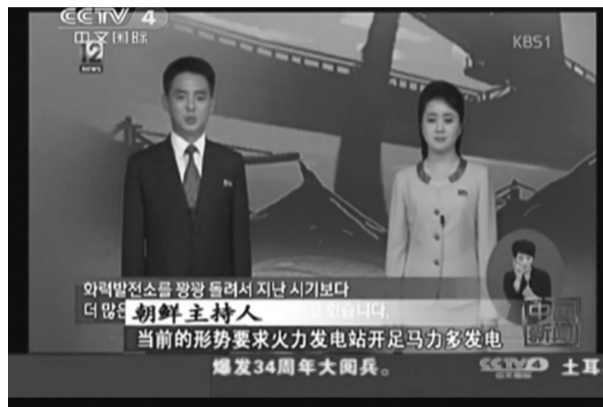 CCTV 4
中文国际
KBS1
12
NEWS
화력발전소를 꽝꽝 돌려서 지난 시기보다
더 많은
습니다.
朝鲜主持人
当前的形势要求火力发电站开足马力多发电
中国
新闻
爆发34周年大阅兵。
CCTV 4 土耳